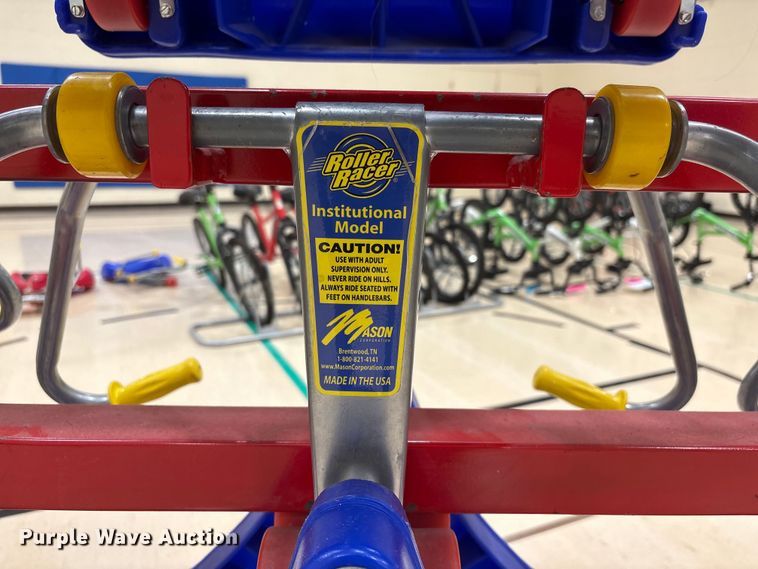 Roller
Racer
®
Institutional
Model
CAUTION!
USE WITH ADULT
SUPERVISION ONLY.
NEVER RIDE ON HILLS.
ALWAYS RIDE SEATED WITH
FEET ON HANDLEBARS.
MASON
CORPORATION
Brentwood, TN
1-800-821-4141
www.MasonCorporation.com
MADE IN THE USA
Purple Wave Auction